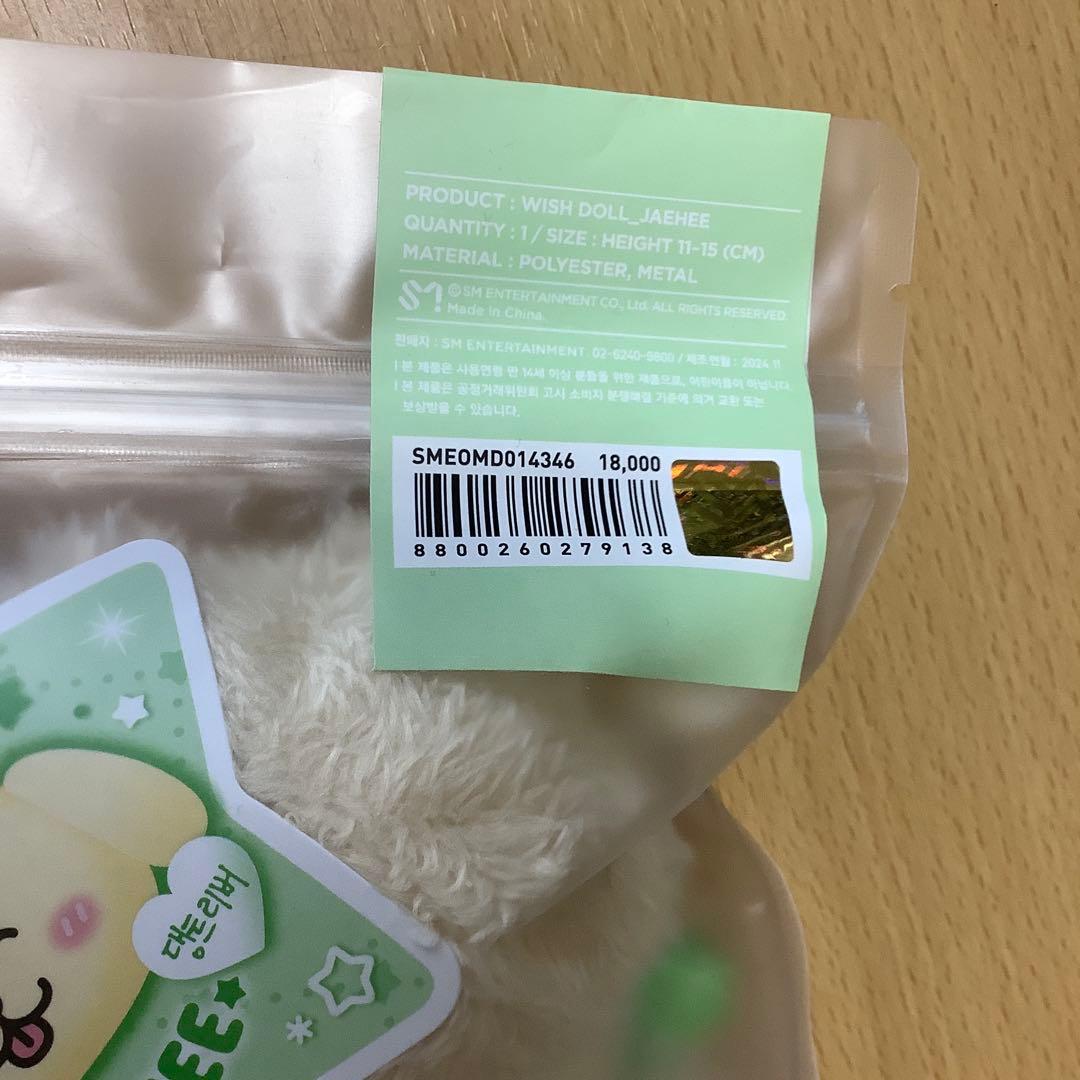 PRODUCT : WISH DOLL_JAEHEE
QUANTITY : 1 / SIZE : HEIGHT 11-15 (CM)
MATERIAL : POLYESTER, METAL
SM ©SM ENTERTAINMENT CO., Ltd. ALL RIGHTS RESERVED.
Made in China.
판매자 : SM ENTERTAINMENT 02-6240-9800 / 제조연월 : 2024 11
| 본 제품은 사용연령 만 14세 이상 분들을 위한 제품으로, 어린이용이 아닙니다.
| 본 제품은 공정거래위원회 고시 소비자 분쟁해결 기준에 의거 교환 또는
보상받을 수 있습니다.
SMEOMD014346 18,000
8800260279138
댕틀리버
EE